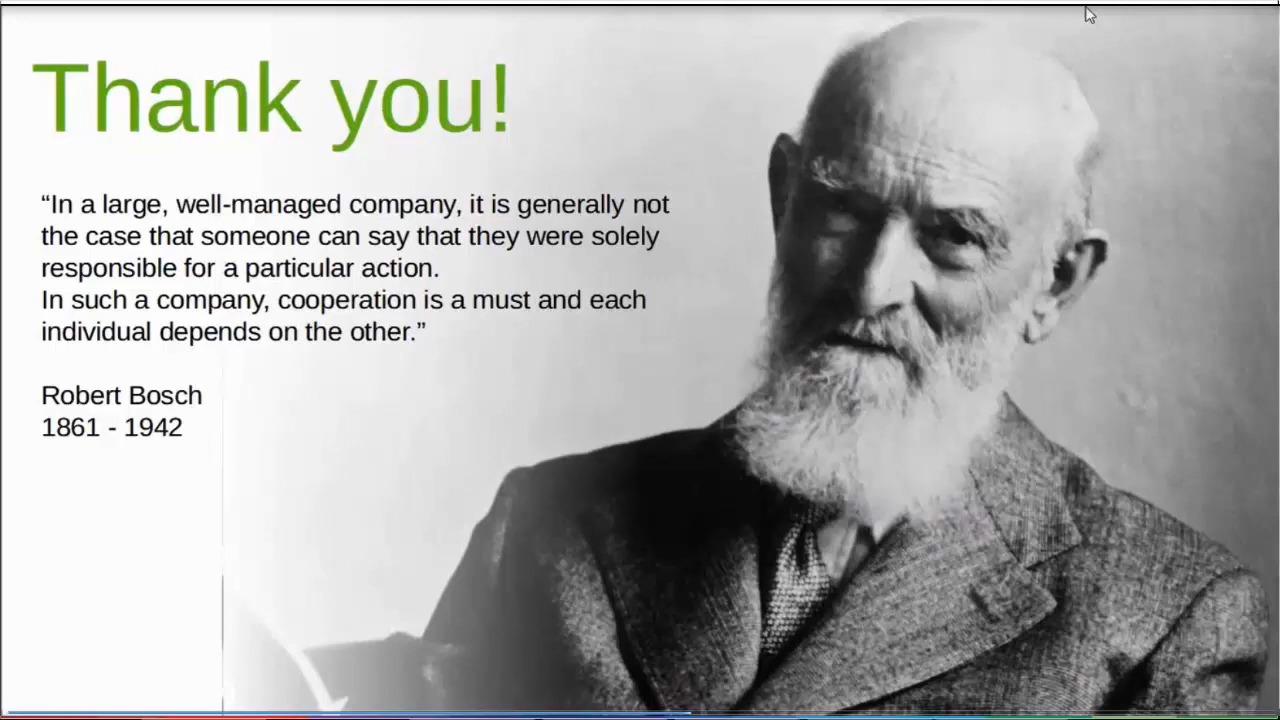 Thank you!
“In a large, well-managed company, it is generally not
the case that someone can say that they were solely
responsible for a particular action.
In such a company, cooperation is a must and each
individual depends on the other.”
Robert Bosch
1861 - 1942